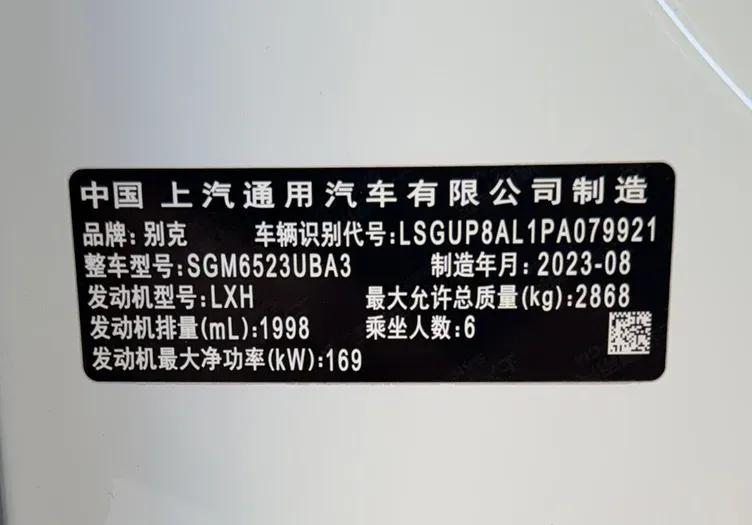 中国 上汽通用汽车有限公司制造
品牌:别克 车辆识别代号:LSGUP8AL1PA079921
整车型号:SGM6523UBA3 制造年月:2023-08
发动机型号:LXH 最大允许总质量(kg):2868
发动机排量(mL):1998 乘坐人数:6
发动机最大净功率(kW):169